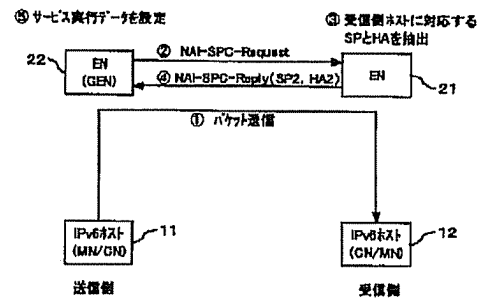 ⑤ サービス実行データを設定
③ 受信側ホストに対応する
SPとHAを抽出
② NAI-SPC-Request
22
EN
(GEN)
④ NAI-SPC-Reply(SP2, HA2)
EN
21
① パケット送信
IPv6ホスト
(MN/CN)
11
IPv6ホスト
(CN/MN)
12
送信側
受信側